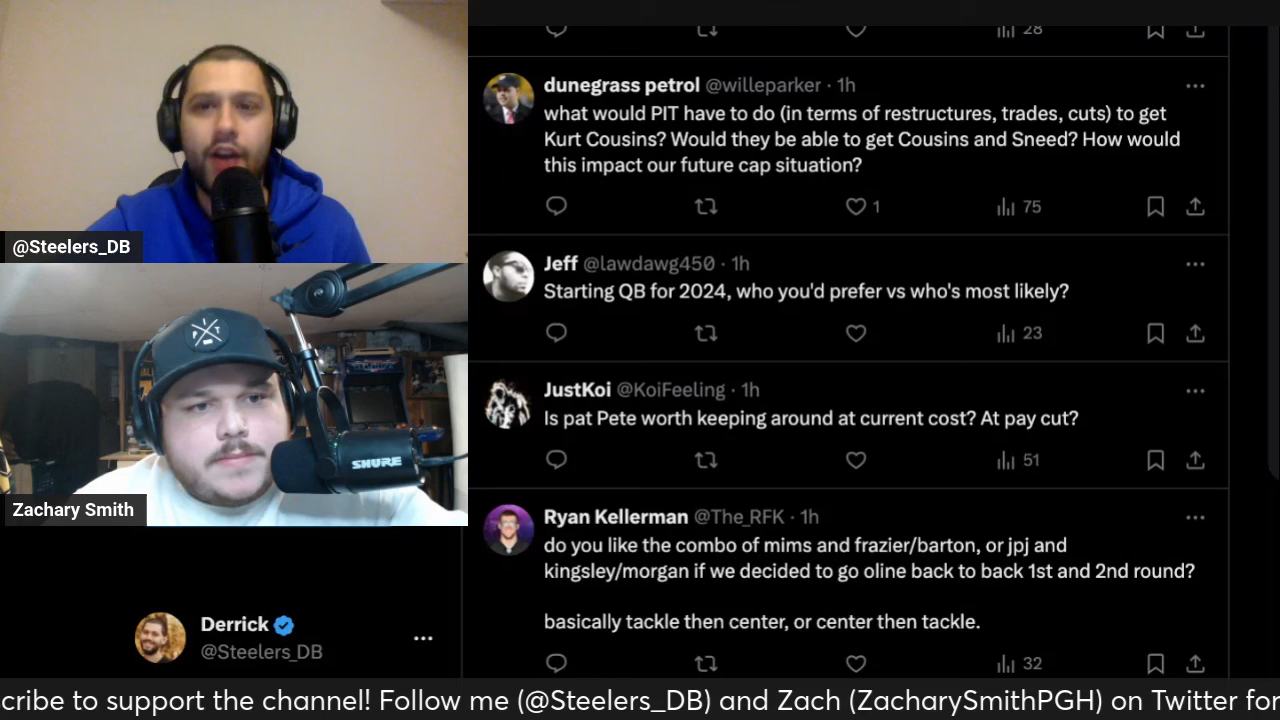 28
dunegrass petrol @willeparker · 1h
what would PIT have to do (in terms of restructures, trades, cuts) to get
Kurt Cousins? Would they be able to get Cousins and Sneed? How would
this impact our future cap situation?
1 75
@Steelers_DB
Jeff @lawdawg450 · 1h
Starting QB for 2024, who you'd prefer vs who's most likely?
23
PIT
SHURE
Zachary Smith
JustKoi @KoiFeeling · 1h
Is pat Pete worth keeping around at current cost? At pay cut?
51
Ryan Kellerman @The_RFK · 1h
do you like the combo of mims and frazier/barton, or jpj and
kingsley/morgan if we decided to go oline back to back 1st and 2nd round?
basically tackle then center, or center then tackle.
32
Derrick
@Steelers_DB
cribe to support the channel! Follow me (@Steelers_DB) and Zach (ZacharySmithPGH) on Twitter for